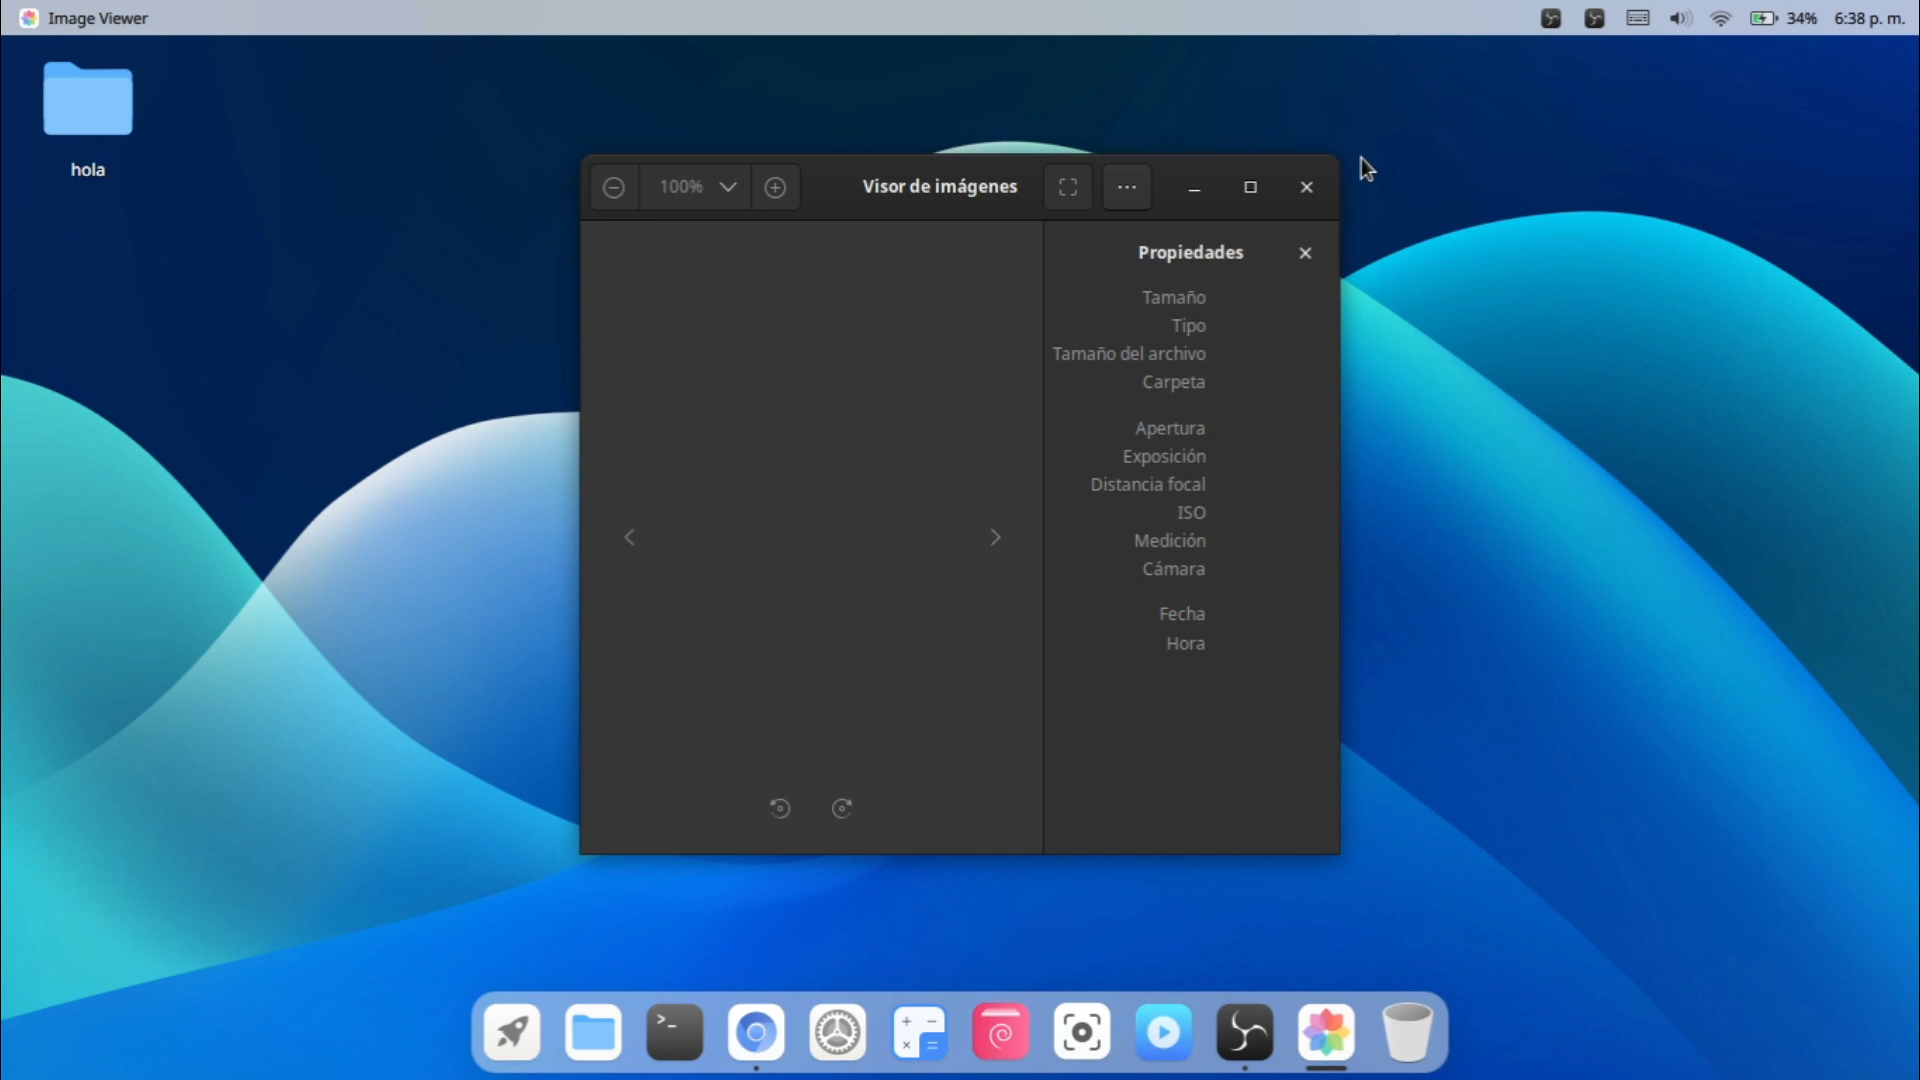 Image Viewer
34%
6:38 p. m.
hola
100%
Visor de imágenes
Propiedades
Tamaño
Tipo
Tamaño del archivo
Carpeta
Apertura
Exposición
Distancia focal
ISO
Medición
Cámara
Fecha
Hora